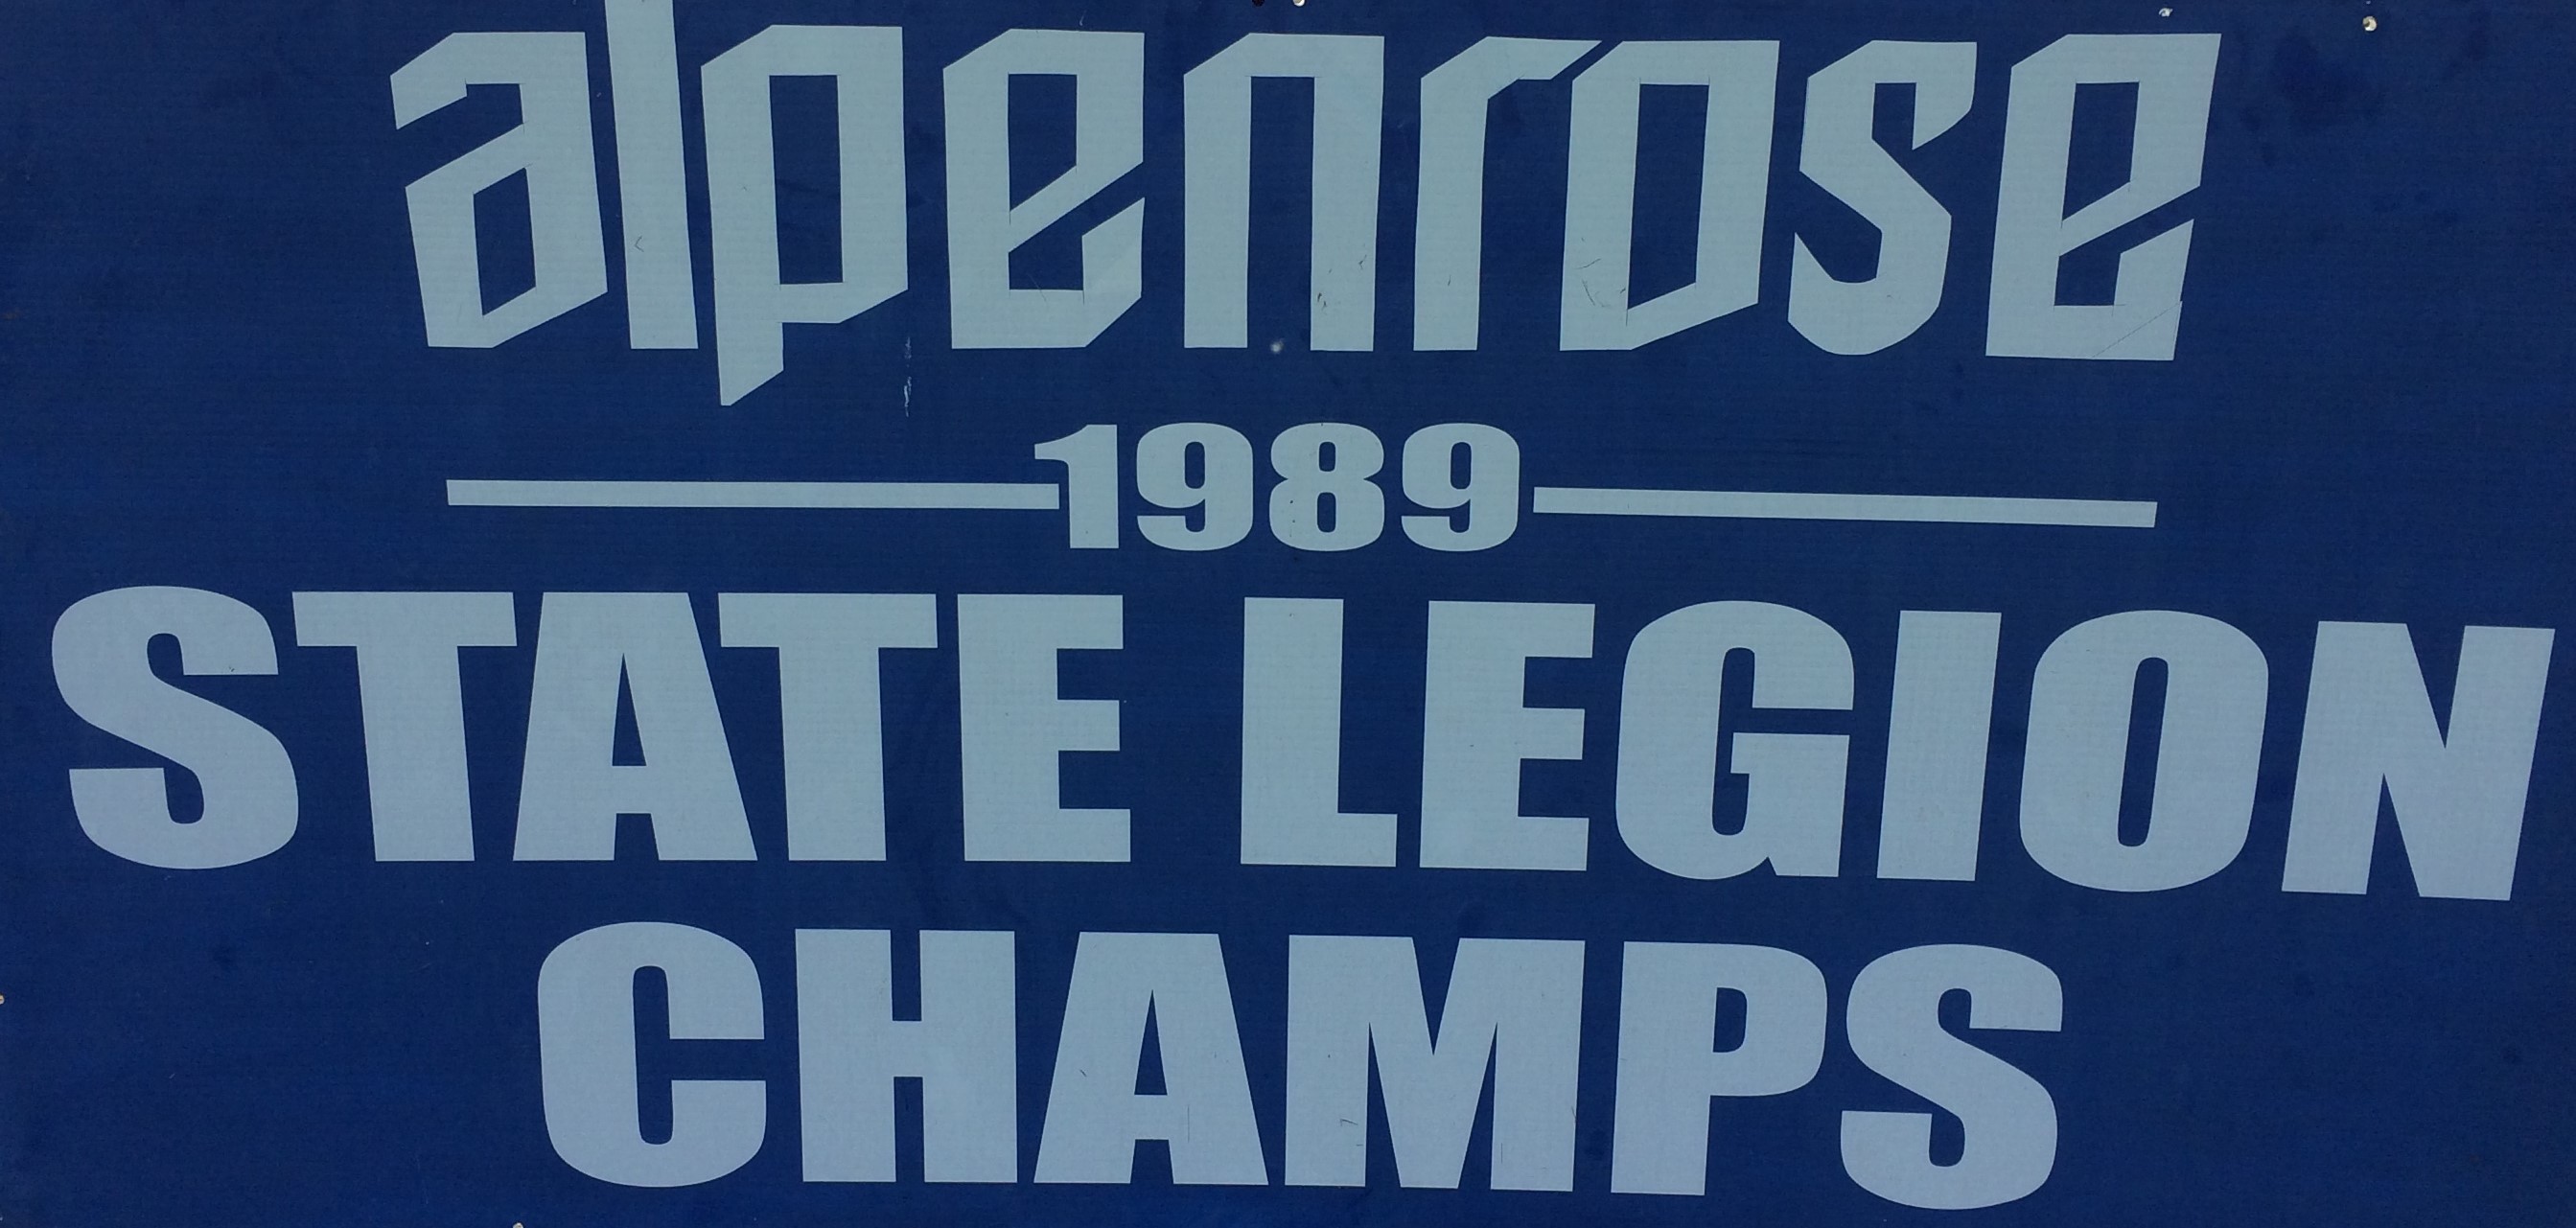 alpenrose
1989
STATE LEGION
CHAMPS